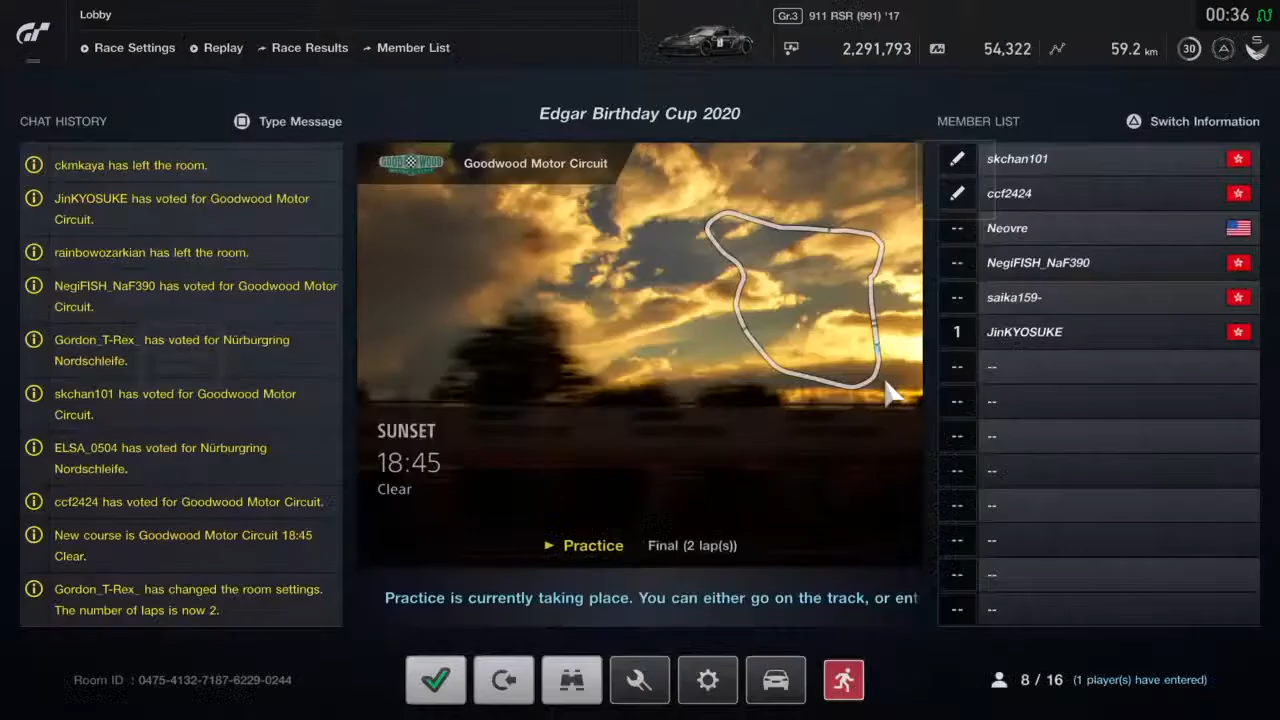 Lobby
Race Settings
Replay
Race Results
Member List
Gr.3
911 RSR (991) '17
2,291,793
54,322
59.2 km
30
A
S
00:36
CHAT HISTORY
Type Message
ckmkaya has left the room.
JinKYOSUKE has voted for Goodwood Motor
Circuit.
rainbowozarkian has left the room.
NegiFISH_NaF390 has voted for Goodwood Motor
Circuit.
Gordon_T-Rex_ has voted for Nürburgring
Nordschleife.
skchan101 has voted for Goodwood Motor
Circuit.
ELSA_0504 has voted for Nürburgring
Nordschleife.
ccf2424 has voted for Goodwood Motor Circuit.
New course is Goodwood Motor Circuit 18:45
Clear.
Gordon_T-Rex_ has changed the room settings.
The number of laps is now 2.
Edgar Birthday Cup 2020
GOODWOOD
Goodwood Motor Circuit
SUNSET
18:45
Clear
Practice
Final (2 lap(s))
Practice is currently taking place. You can either go on the track, or ent
MEMBER LIST
Switch Information
skchan101
ccf2424
-- Neovre
-- NegiFISH_NaF390
-- saika159-
1 JinKYOSUKE
-- --
-- --
-- --
-- --
-- --
-- --
-- --
-- --
Room ID : 0475-4132-7187-6229-0244
8 / 16 (1 player(s) have entered)